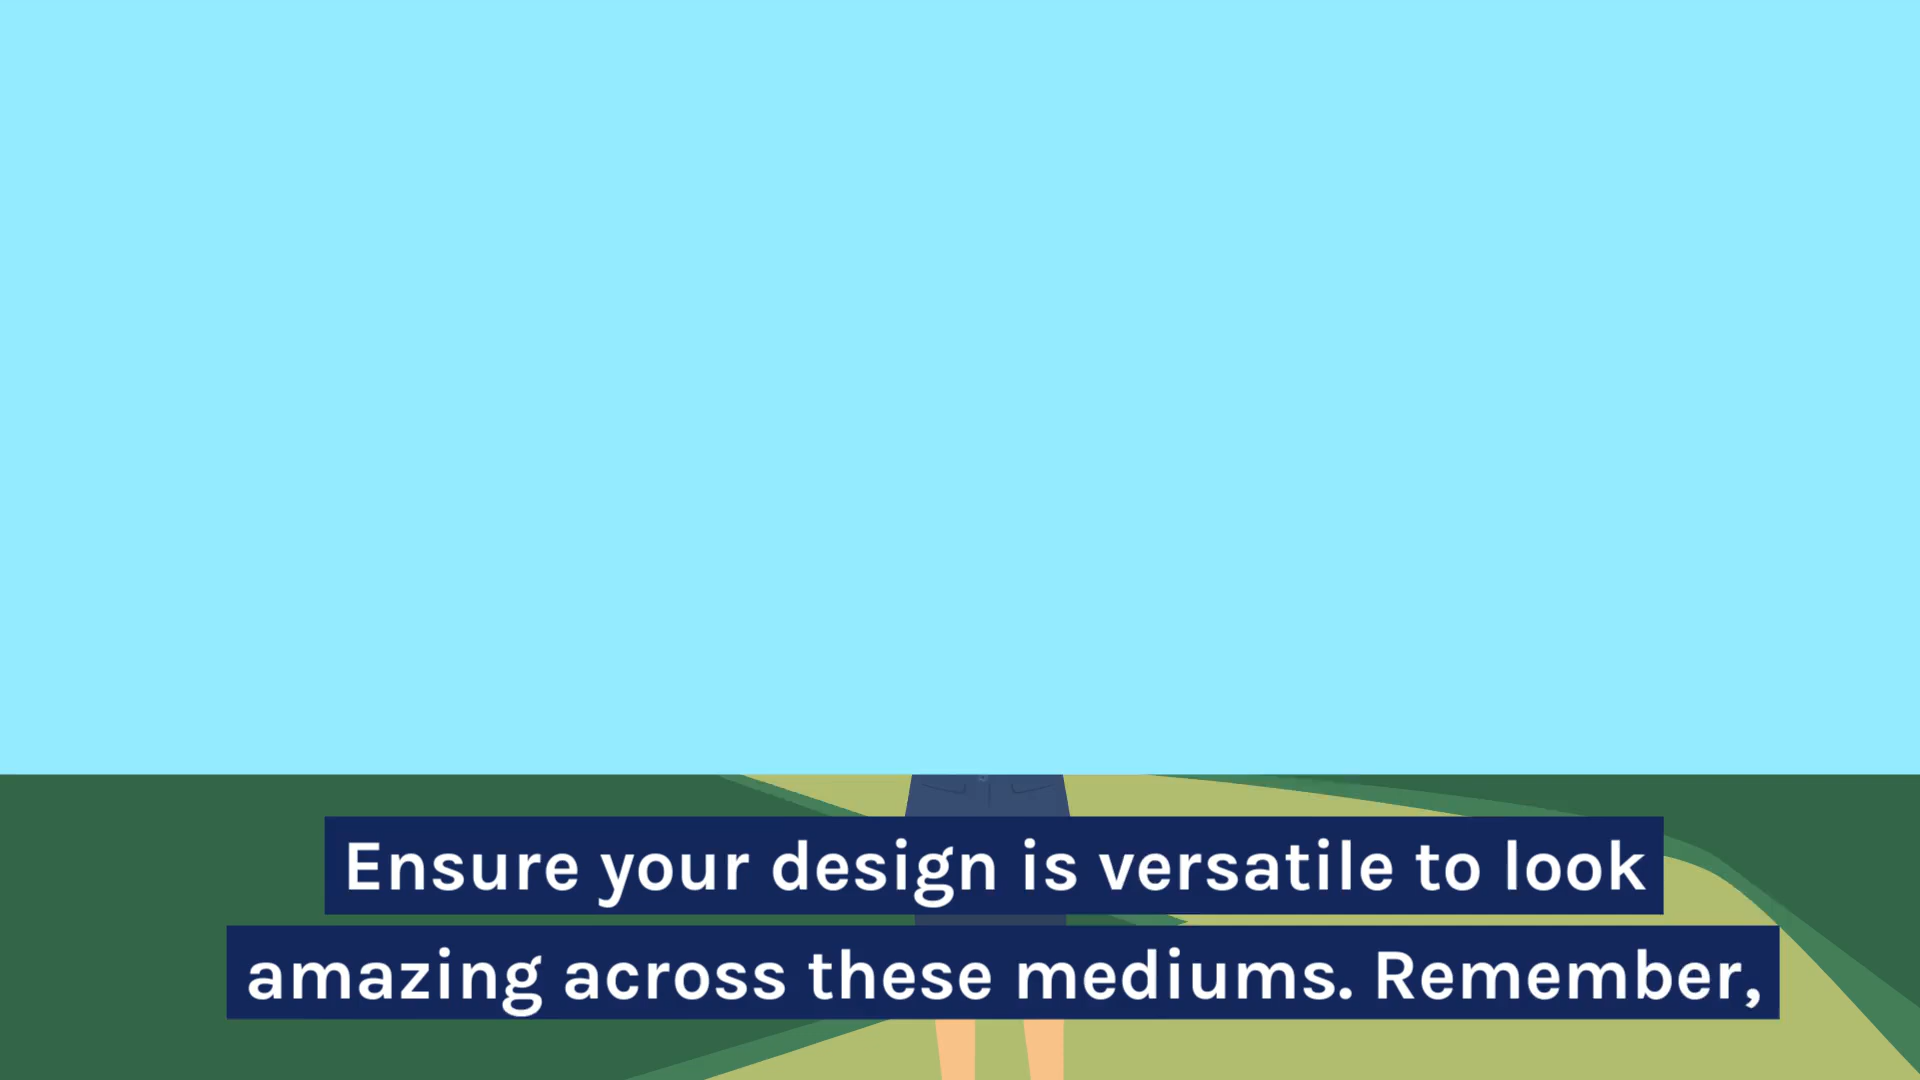 Ensure your design is versatile to look
amazing across these mediums. Remember,